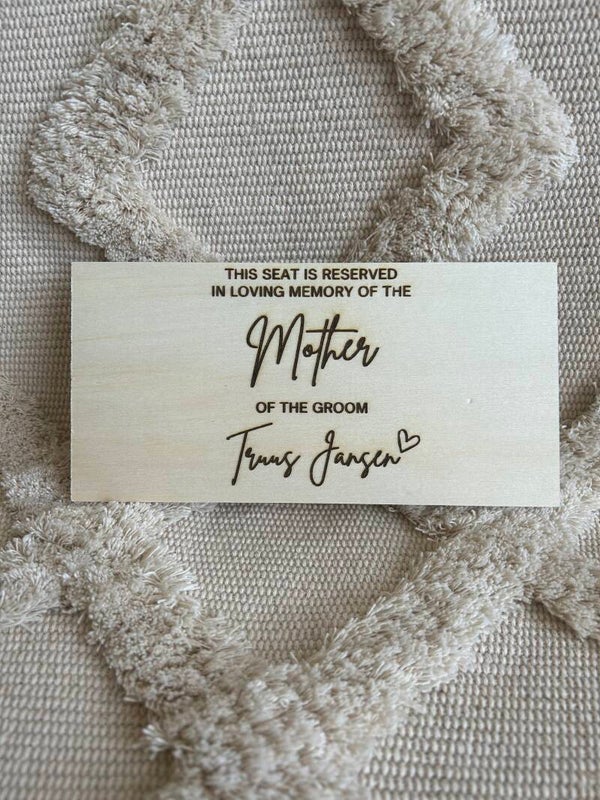 THIS SEAT IS RESERVED
IN LOVING MEMORY OF THE
Mother
OF THE GROOM
Truus Jansen